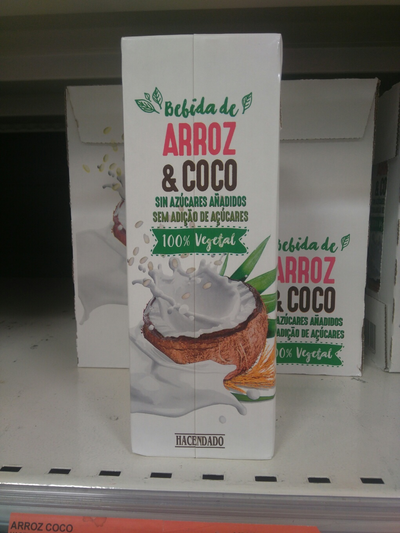 Bebida de
ARROZ
& COCO
SIN AZÚCARES AÑADIDOS
SEM ADIÇÃO DE AÇÚCARES
100% Vegetal
HACENDADO
Bebida de
ARROZ
& COCO
AZÚCARES AÑADIDOS
ADIÇÃO DE AÇÚCARES
00% Vegetal
ARROZ COCO